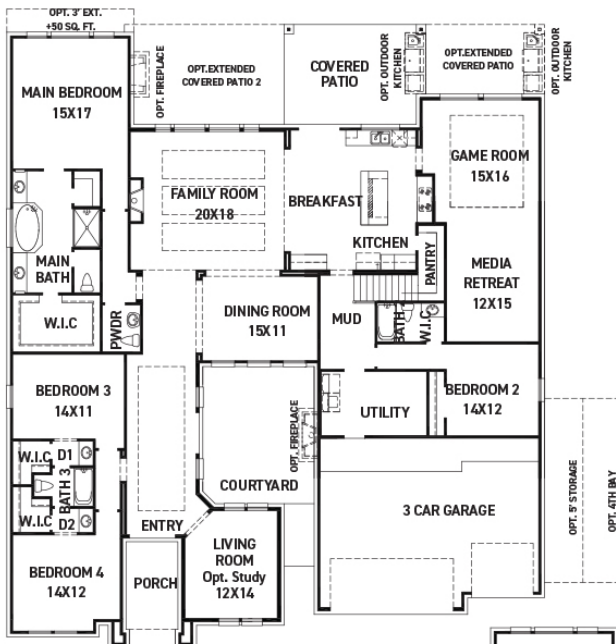 OPT. 3' EXT.
+50 SQ. FT.
MAIN BEDROOM
15X17
OPT. FIREPLACE
OPT.EXTENDED
COVERED PATIO 2
COVERED
PATIO
OPT. OUTDOOR
KITCHEN
OPT.EXTENDED
COVERED PATIO
OPT. OUTDOOR
KITCHEN
FAMILY ROOM
20X18
BREAKFAST
KITCHEN
GAME ROOM
15X16
PANTRY
MEDIA
RETREAT
12X15
MAIN
BATH
W.I.C
PWDR
DINING ROOM
15X11
MUD
BATH 2
W.I.C
BEDROOM 3
14X11
BEDROOM 2
14X12
UTILITY
OPT. FIREPLACE
COURTYARD
W.I.C
D1
BATH 3
W.I.C
D2
ENTRY
3 CAR GARAGE
OPT. 5' STORAGE
OPT. 4TH BAY
BEDROOM 4
14X12
PORCH
LIVING
ROOM
Opt. Study
12X14